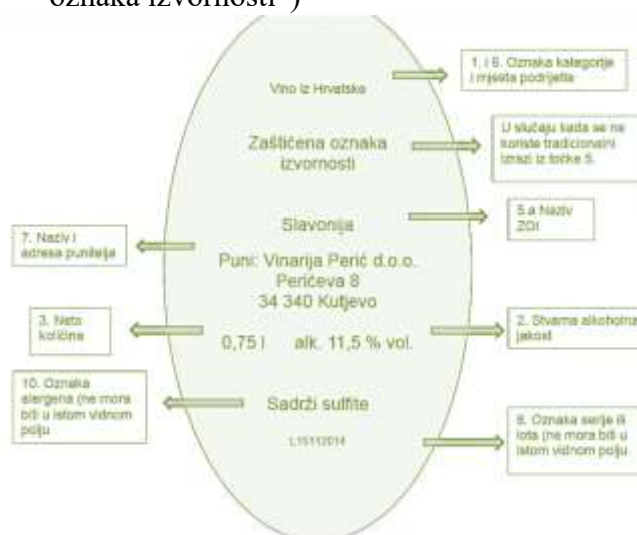 oznaka izvornosti“)
Vino iz Hrvatske
1. i 6. Oznaka kategorije
i mjesta podrijetla
Zaštićena oznaka
izvornosti
U slučaju kada se ne
koriste tradicionalni
izrazi iz točke 5.
Slavonija
5.a Naziv
ZOI
7. Naziv i
adresa punitelja
Puni: Vinarija Perić d.o.o.
Perićeva 8
34 340 Kutjevo
3. Neto
količina
0,75 l alk. 11,5 % vol.
2. Stvarna alkoholna
jakost
10. Oznaka
alergena (ne mora
biti u istom vidnom
polju
Sadrži sulfite
L15112014
8. Oznaka serije ili
lota (ne mora biti u
istom vidnom polju